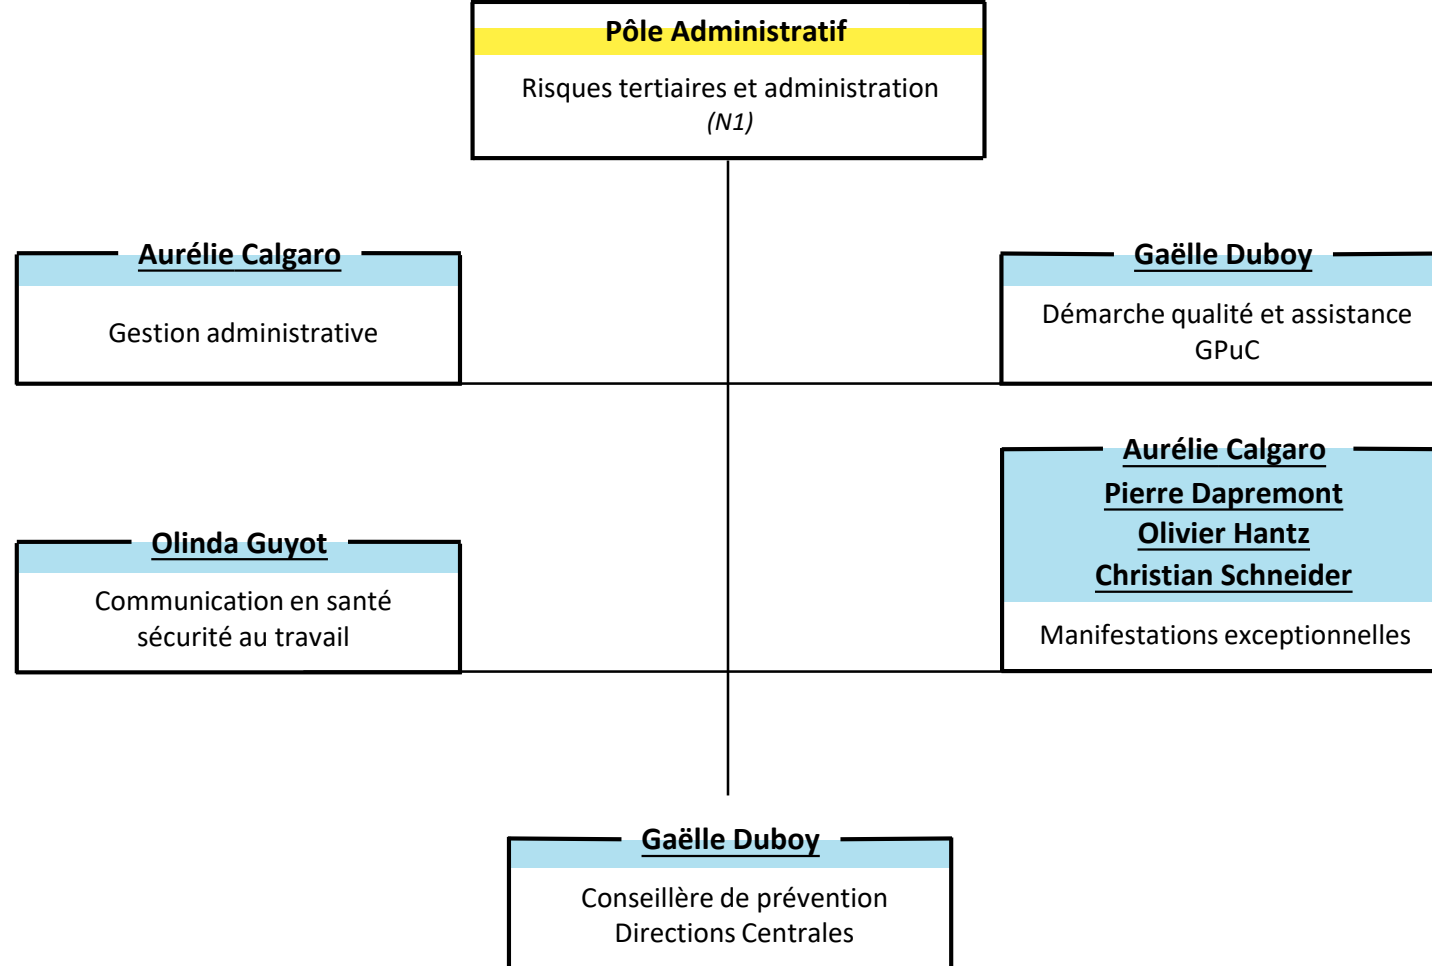 Pôle Administratif
Risques tertiaires et administration
(N1)
Aurélie Calgaro
Gestion administrative
Gaëlle Duboy
Démarche qualité et assistance
GPuC
Olinda Guyot
Communication en santé
sécurité au travail
Aurélie Calgaro
Pierre Dapremont
Olivier Hantz
Christian Schneider
Manifestations exceptionnelles
Gaëlle Duboy
Conseillère de prévention
Directions Centrales